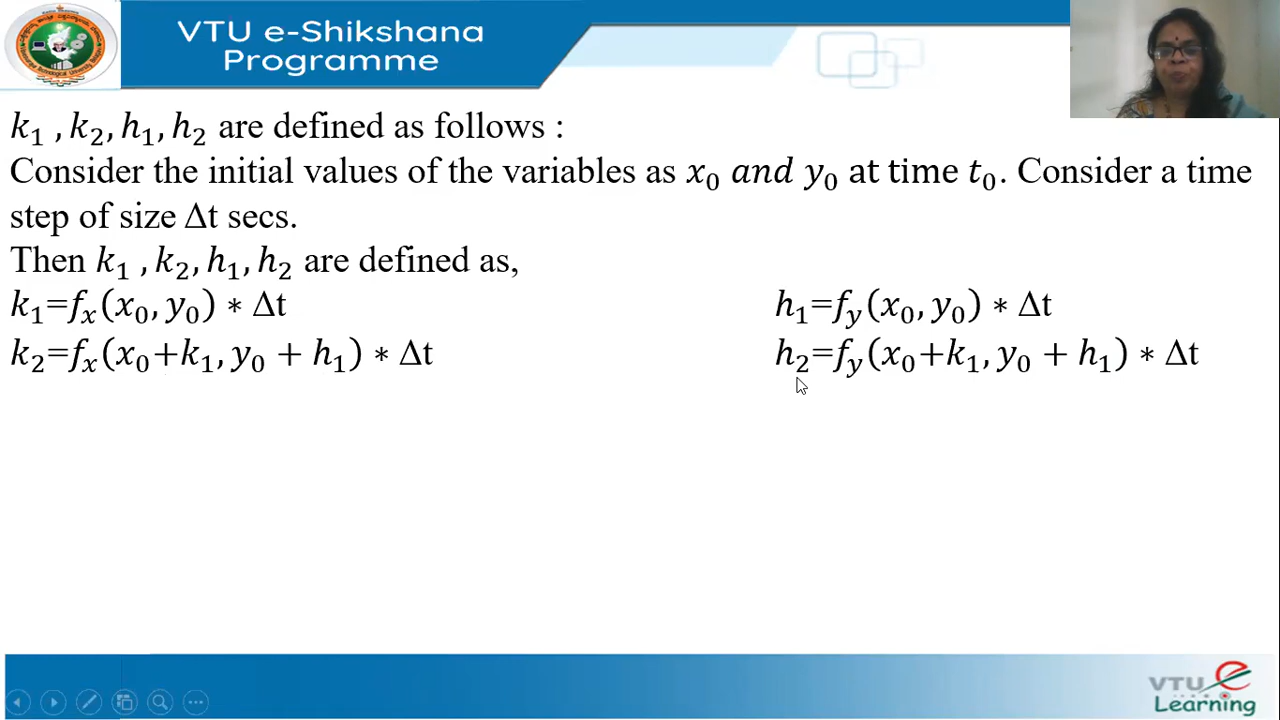 VTU e-Shikshana
Programme
k₁ , k₂, h₁, h₂ are defined as follows :
Consider the initial values of the variables as x₀ and y₀ at time t₀. Consider a time
step of size Δt secs.
Then k₁ , k₂, h₁, h₂ are defined as,
k₁=fₓ(x₀, y₀) ∗ Δt
h₁=f_y(x₀, y₀) ∗ Δt
k₂=fₓ(x₀+k₁, y₀ + h₁) ∗ Δt
h₂=f_y(x₀+k₁, y₀ + h₁) ∗ Δt
VTU e
Learning